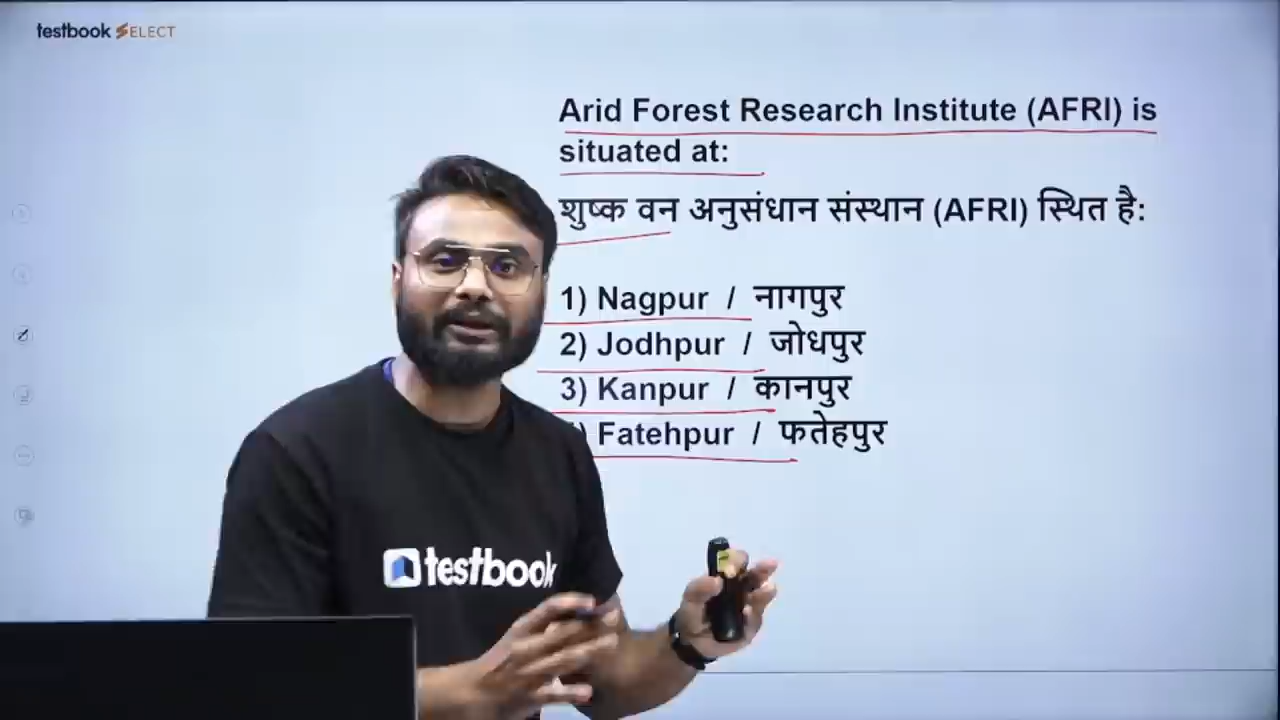 testbook SELECT
Arid Forest Research Institute (AFRI) is
situated at:
शुष्क वन अनुसंधान संस्थान (AFRI) स्थित है:
1) Nagpur / नागपुर
2) Jodhpur / जोधपुर
3) Kanpur / कानपुर
) Fatehpur / फतेहपुर
testbook